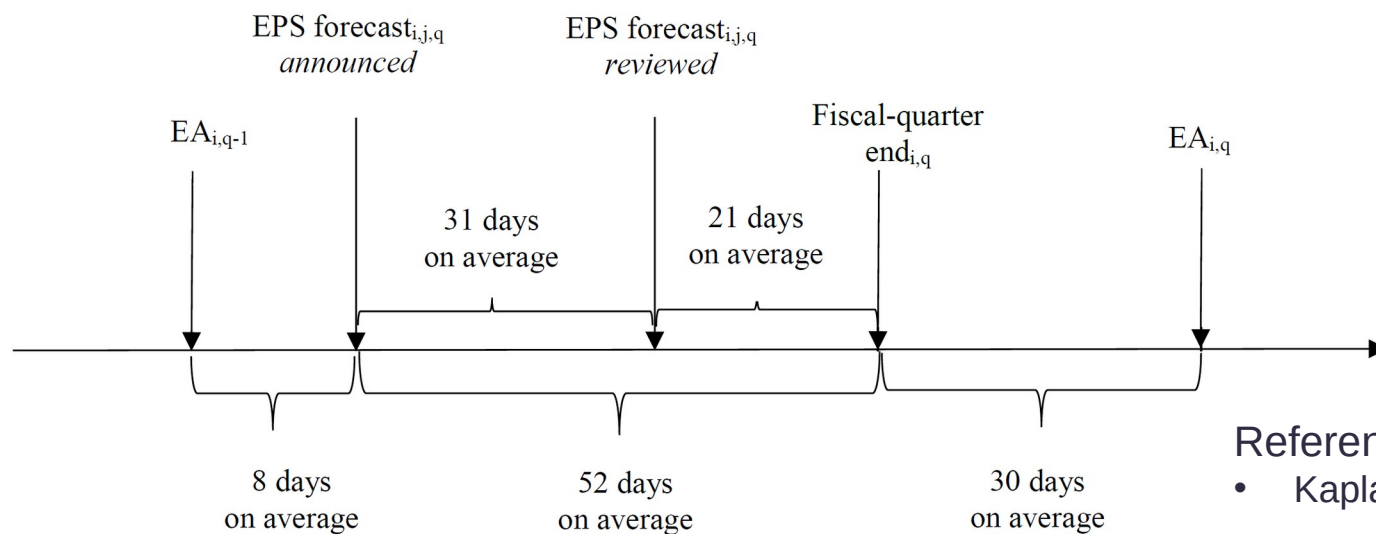 EPS forecasti,j,q
announced
EPS forecasti,j,q
reviewed
EAi,q-1
Fiscal-quarter
endi,q
EAi,q
31 days
on average
21 days
on average
8 days
on average
52 days
on average
30 days
on average